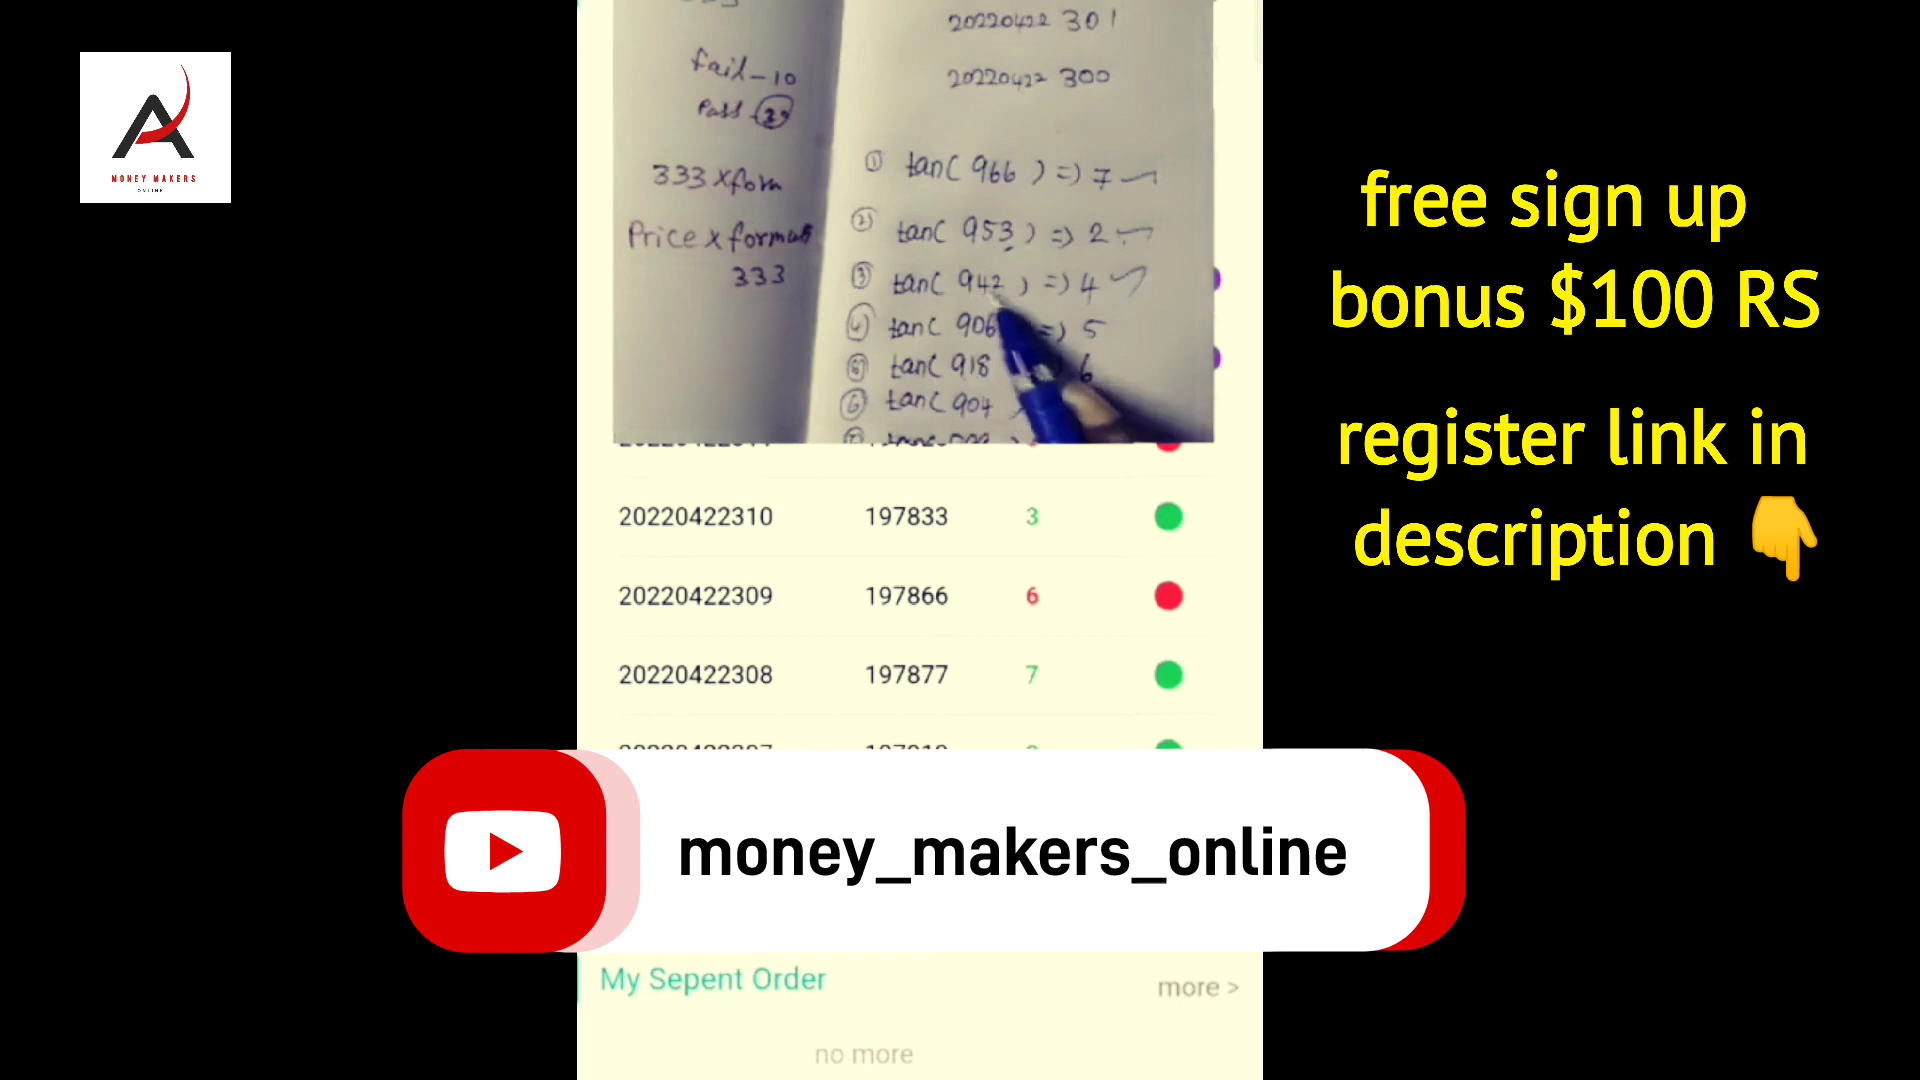 MONEY MAKERS
ONLINE
fail-10
Pass-
333 x form
Price x format
333
20220422 301
20220422 300
① tan( 966 ) => 7
② tan( 953 ) => 2
③ tan( 942 ) => 4
④ tan( 906 => 5
tan( 918 6
⑥ tan( 904
20220422310 197833 3
20220422309 197866 6
20220422308 197877 7
free sign up
bonus $100 RS
register link in
description 👇
money_makers_online
My Sepent Order
more >
no more